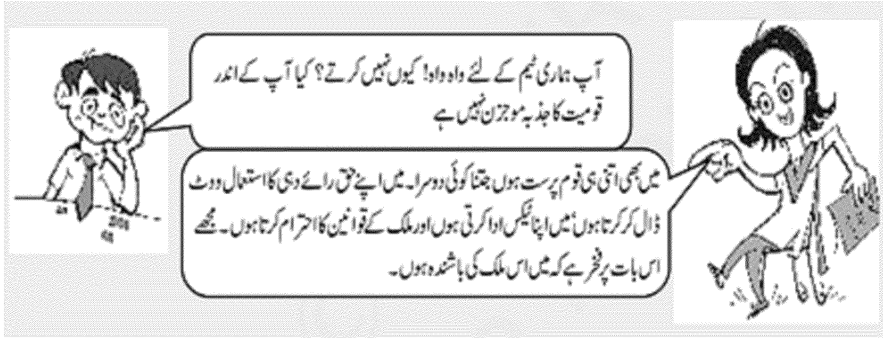 آپ ہماری ٹیم کے لئے واہ واہ! کیوں نہیں کرتے؟ کیا آپ کے اندر
قومیت کا جذبہ موجزن نہیں ہے
میں بھی اتنی ہی قوم پرست ہوں جتنا کوئی دوسرا۔ میں اپنے حق رائے دہی کا استعمال ووٹ
ڈال کر کرتا ہوں، میں اپنا ٹیکس ادا کرتی ہوں اور ملک کے قوانین کا احترام کرتا ہوں۔ مجھے
اس بات پر فخر ہے کہ میں اس ملک کی باشندہ ہوں۔